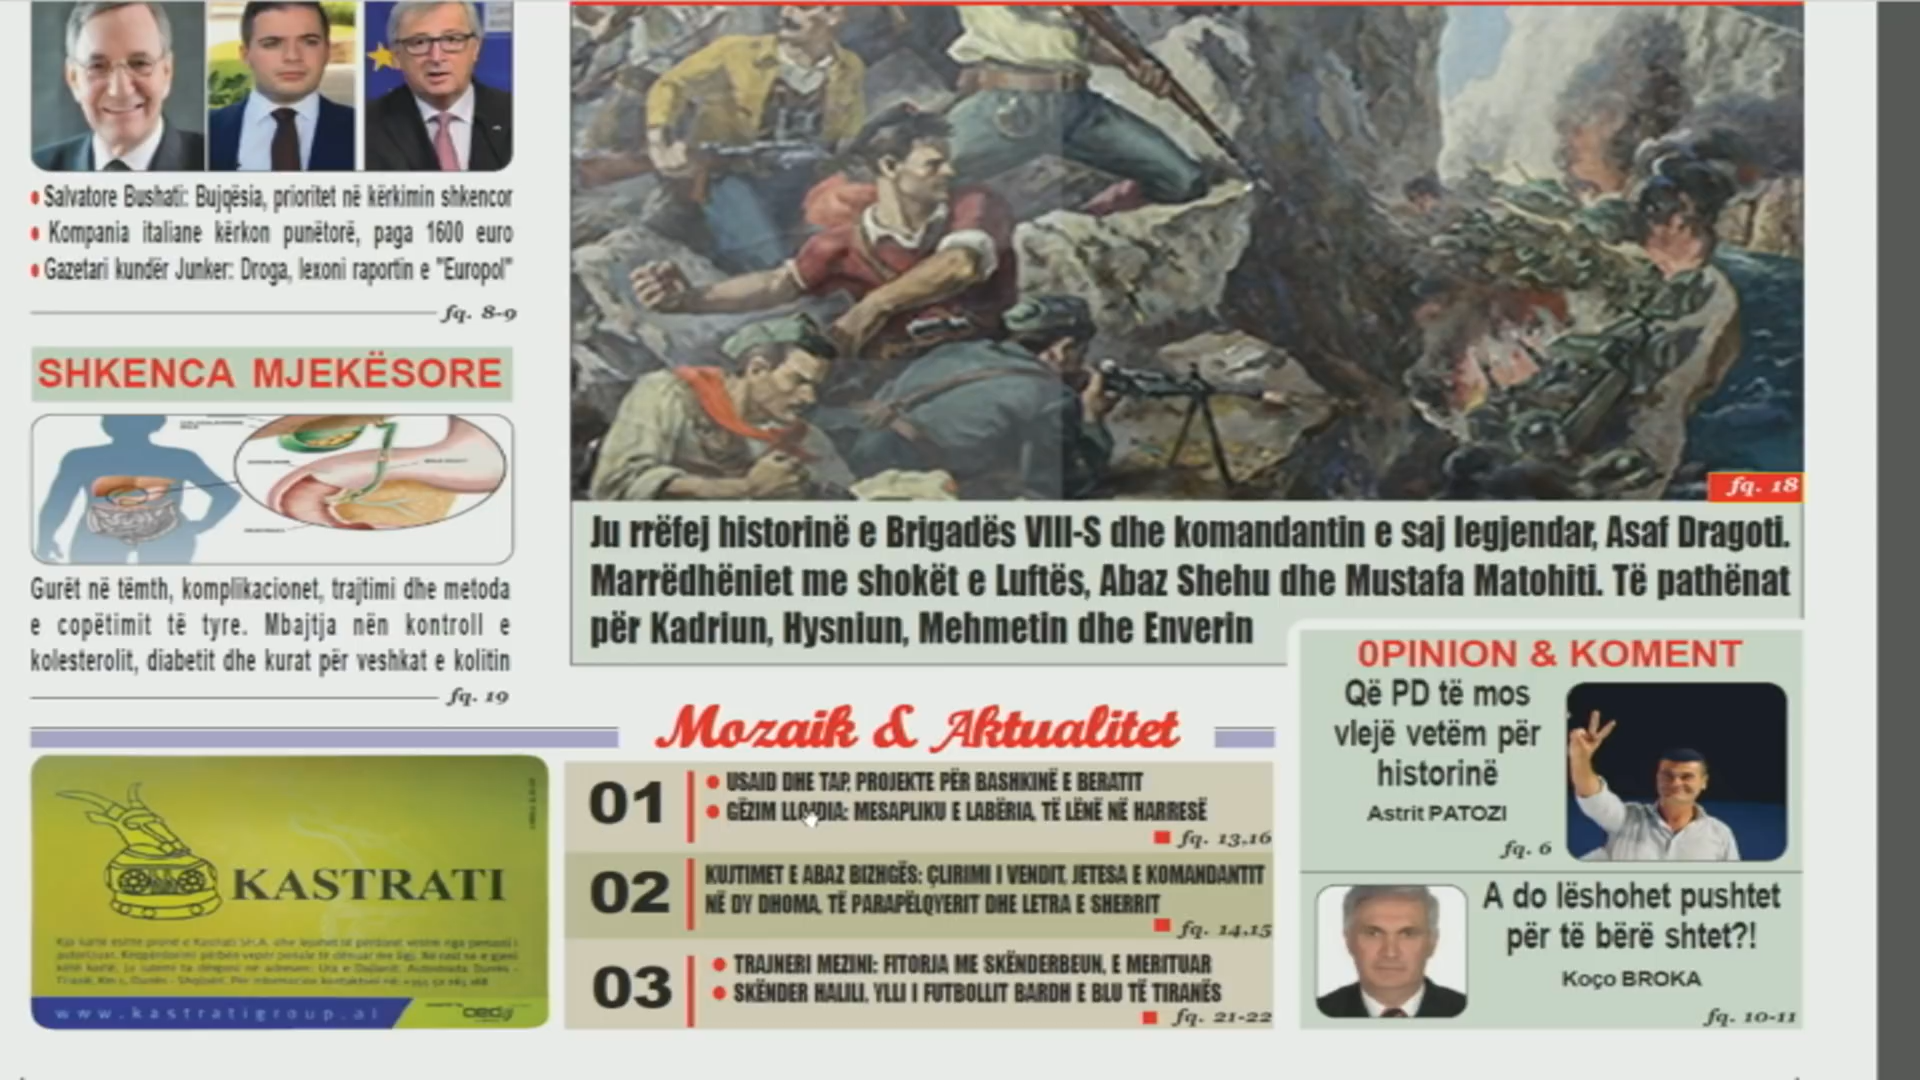 Salvatore Bushati: Bujqësia, prioritet në kërkimin shkencor
Kompania italiane kërkon punëtorë, paga 1600 euro
Gazetari kundër Junker: Droga, lexoni raportin e "Europol"
fq. 8-9
SHKENCA MJEKËSORE
Gurët në tëmth, komplikacionet, trajtimi dhe metoda
e copëtimit të tyre. Mbajtja nën kontroll e
kolesterolit, diabetit dhe kurat për veshkat e kolitin
fq. 19
fq. 18
Ju rrëfej historinë e Brigadës VIII-S dhe komandantin e saj legjendar, Asaf Dragoti.
Marrëdhëniet me shokët e Luftës, Abaz Shehu dhe Mustafa Matohiti. Të pathënat
për Kadriun, Hysniun, Mehmetin dhe Enverin
KASTRATI
www.kastratigroup.al
Mozaik & Aktualitet
01
USAID DHE TAP, PROJEKTE PËR BASHKINË E BERATIT
GËZIM LLOJDIA: MESAPLIKU E LABËRIA, TË LËNË NË HARRESË
fq. 13,16
02
KUJTIMET E ABAZ BIZHGËS: ÇLIRIMI I VENDIT, JETESA E KOMANDANTIT
NË DY DHOMA, TË PARAPËLQYERIT DHE LETRA E SHERRIT
fq. 14,15
03
TRAJNERI MEZINI: FITORJA ME SKËNDERBEUN, E MERITUAR
SKËNDER HALILI, YLLI I FUTBOLLIT BARDH E BLU TË TIRANËS
fq. 21-22
0PINION & KOMENT
Që PD të mos
vlejë vetëm për
historinë
Astrit PATOZI
fq. 6
A do lëshohet pushtet
për të bërë shtet?!
Koço BROKA
fq. 10-11